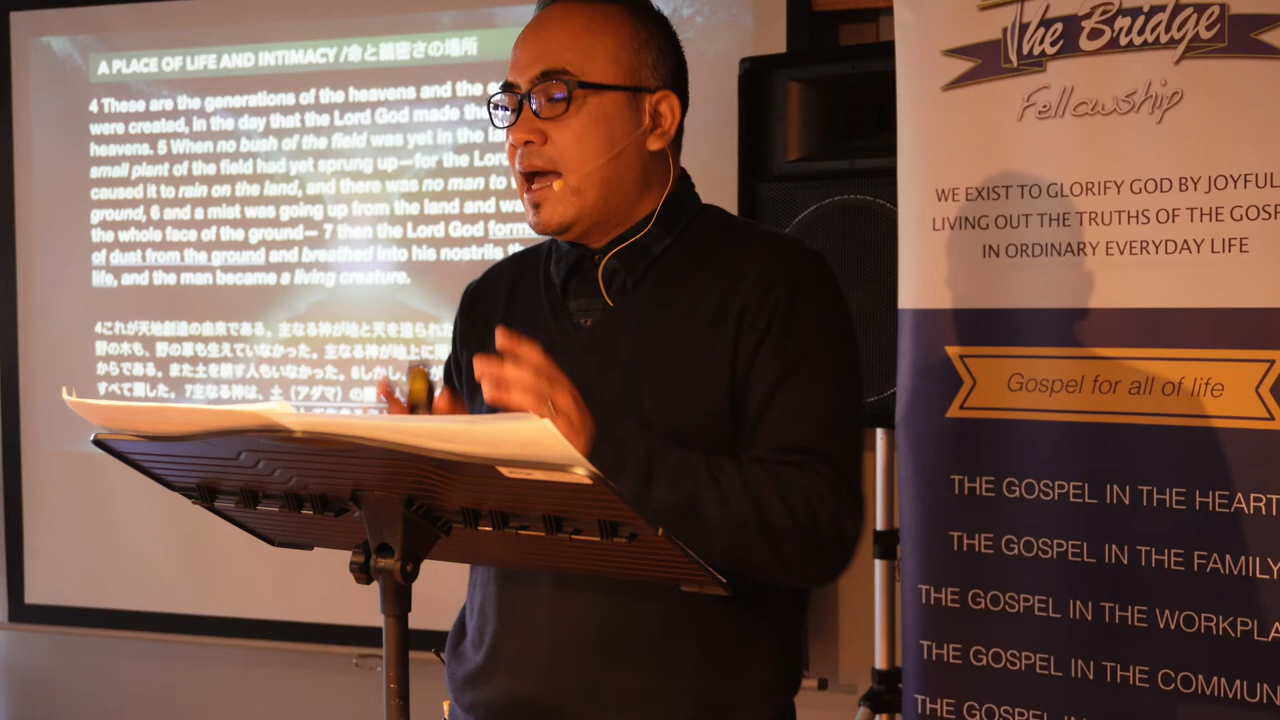 A PLACE OF LIFE AND INTIMACY /命と親密さの場所
4 These are the generations of the heavens and the
were created, in the day that the Lord God made
heavens. 5 When no bush of the field was yet in the
small plant of the field had yet sprung up—for the Lord
caused it to rain on the land, and there was no man to
ground, 6 and a mist was going up from the land and
the whole face of the ground— 7 then the Lord God formed
of dust from the ground and breathed into his nostrils
life, and the man became a living creature.
4これが天地創造の由来である。主なる神が地と天を造られた
野の木も、野の草も生えていなかった。主なる神が地上に雨
からである。また土を耕す人もいなかった。6しかし、
すべて潤した。7主なる神は、土（アダマ）の
The Bridge
Fellowship
WE EXIST TO GLORIFY GOD BY JOYFUL
LIVING OUT THE TRUTHS OF THE GOSP
IN ORDINARY EVERYDAY LIFE
Gospel for all of life
THE GOSPEL IN THE HEART
THE GOSPEL IN THE FAMILY
THE GOSPEL IN THE WORKPLA
THE GOSPEL IN THE COMMUN
THE GOSPEL IN